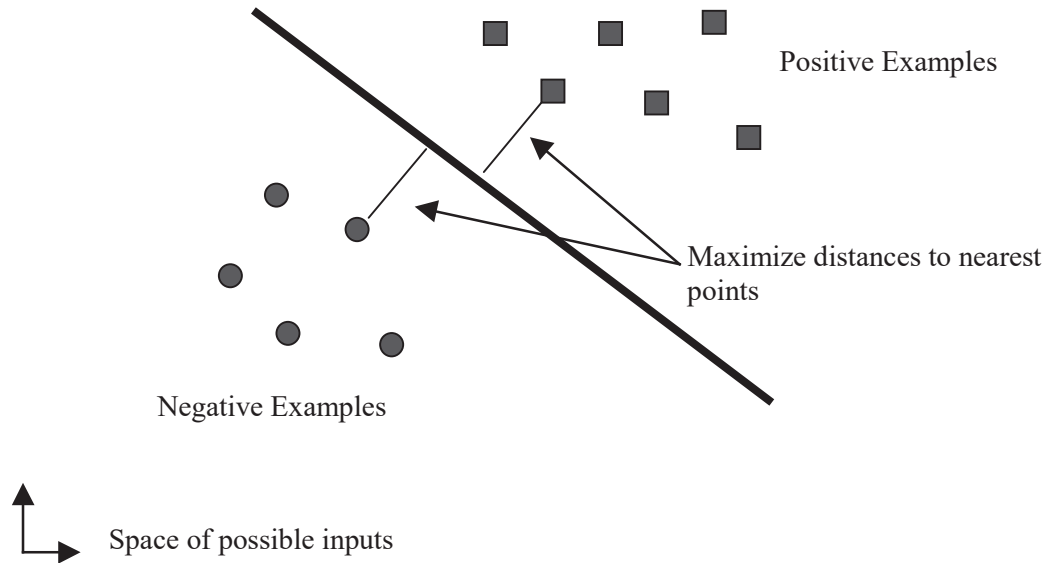 Positive Examples
Maximize distances to nearest
points
Negative Examples
Space of possible inputs